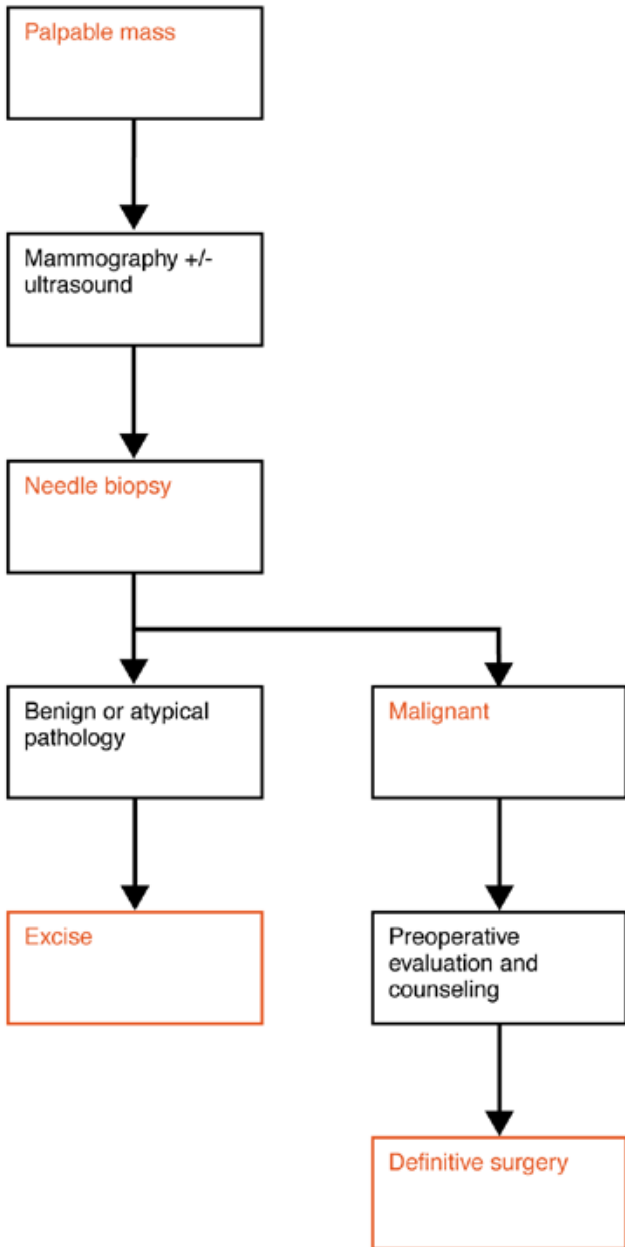 Palpable mass
Mammography +/-
ultrasound
Needle biopsy
Benign or atypical
pathology
Malignant
Excise
Preoperative
evaluation and
counseling
Definitive surgery